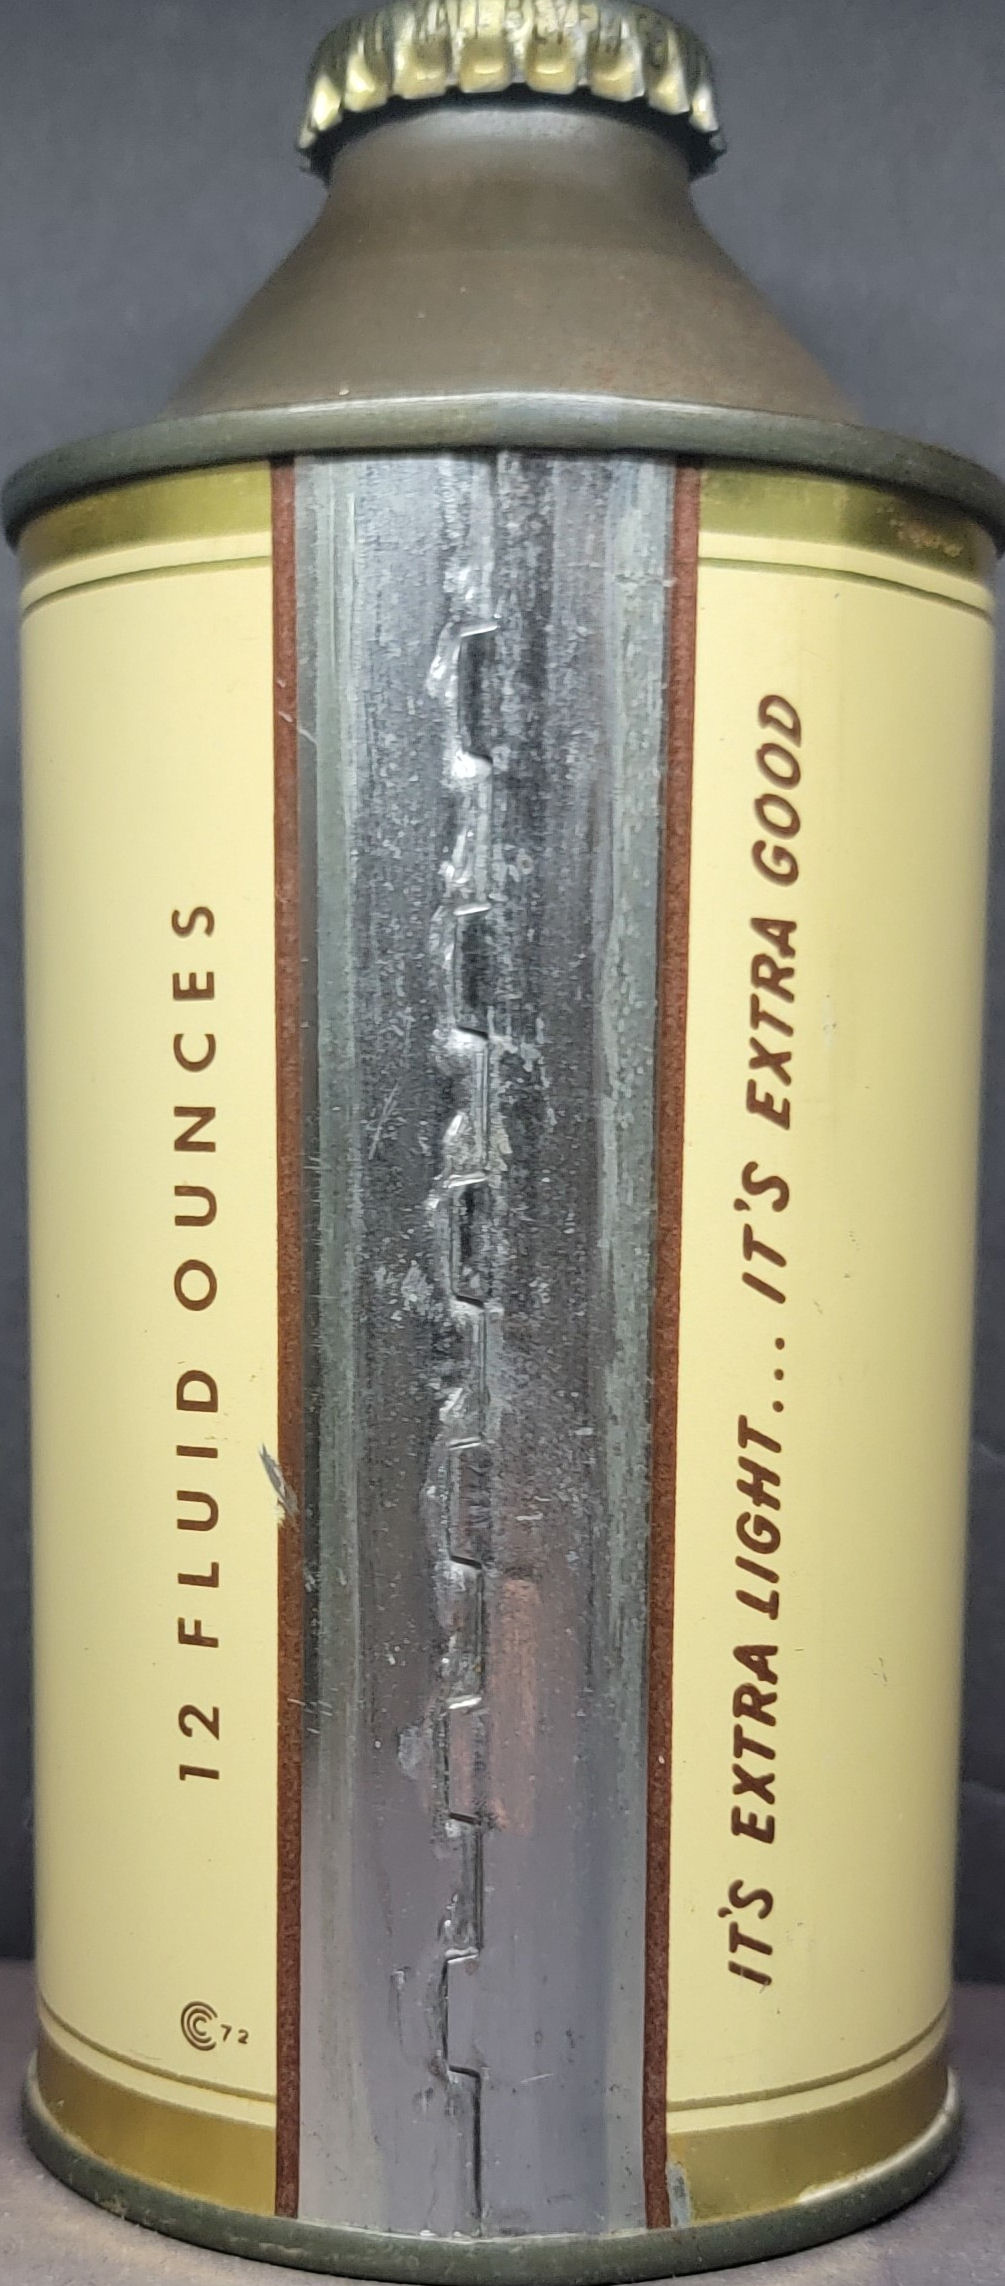 12 FLUID OUNCES
C 72
IT'S EXTRA LIGHT... IT'S EXTRA GOOD